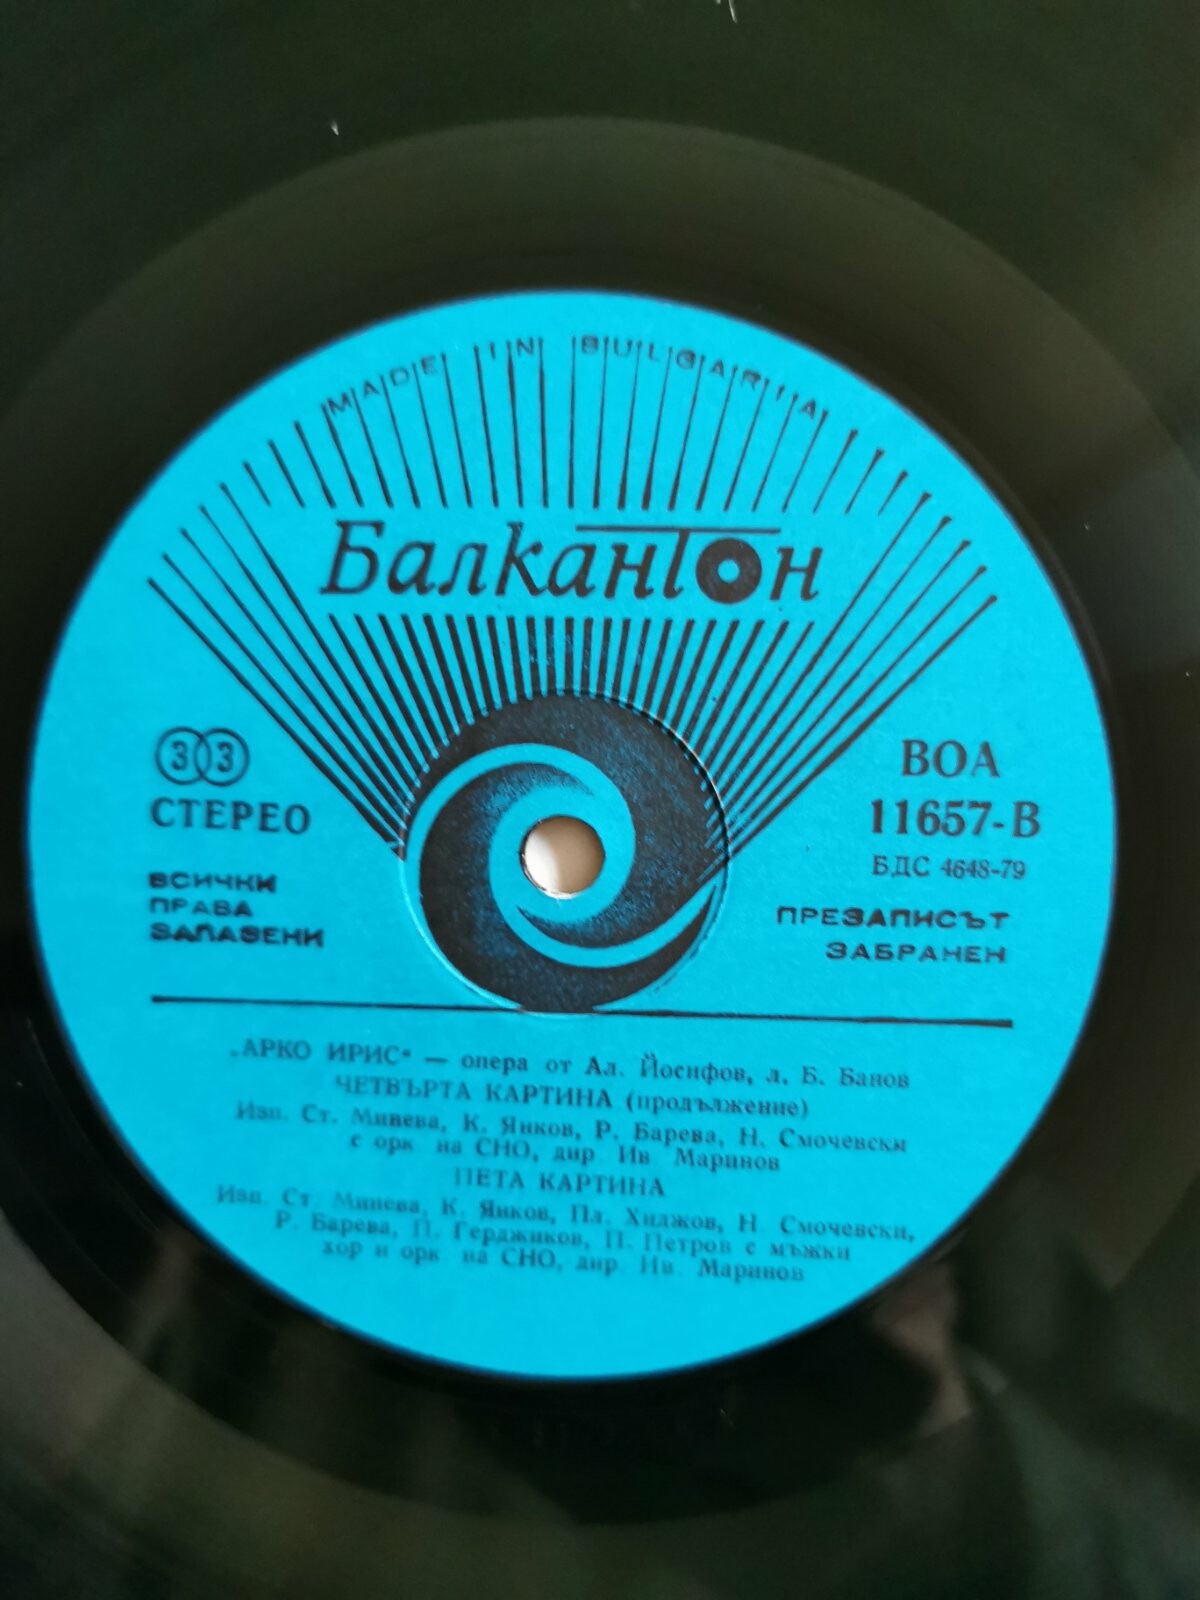 MADE IN BULGARIA
Балкантон
33
СТЕРЕО
ВСИЧКИ
ПРАВА
ЗАПАЗЕНИ
ВОА
11657-В
БДС 4648-79
ПРЕЗАПИСЪТ
ЗАБРАНЕН
„АРКО ИРИС“ — опера от Ал. Йосифов, л. Б. Банов
ЧЕТВЪРТА КАРТИНА (продължение)
Изп. Ст. Минева, К. Янков, Р. Барева, Н. Смочевски
с орк на СНО, дир Ив Маринов
ПЕТА КАРТИНА
Изп. Ст Минева, К. Янков, Пл. Хиджов, Н Смочевски,
Р. Барева, П. Герджиков, П. Петров с мъжки
хор и орк на СНО, дир. Ив. Маринов